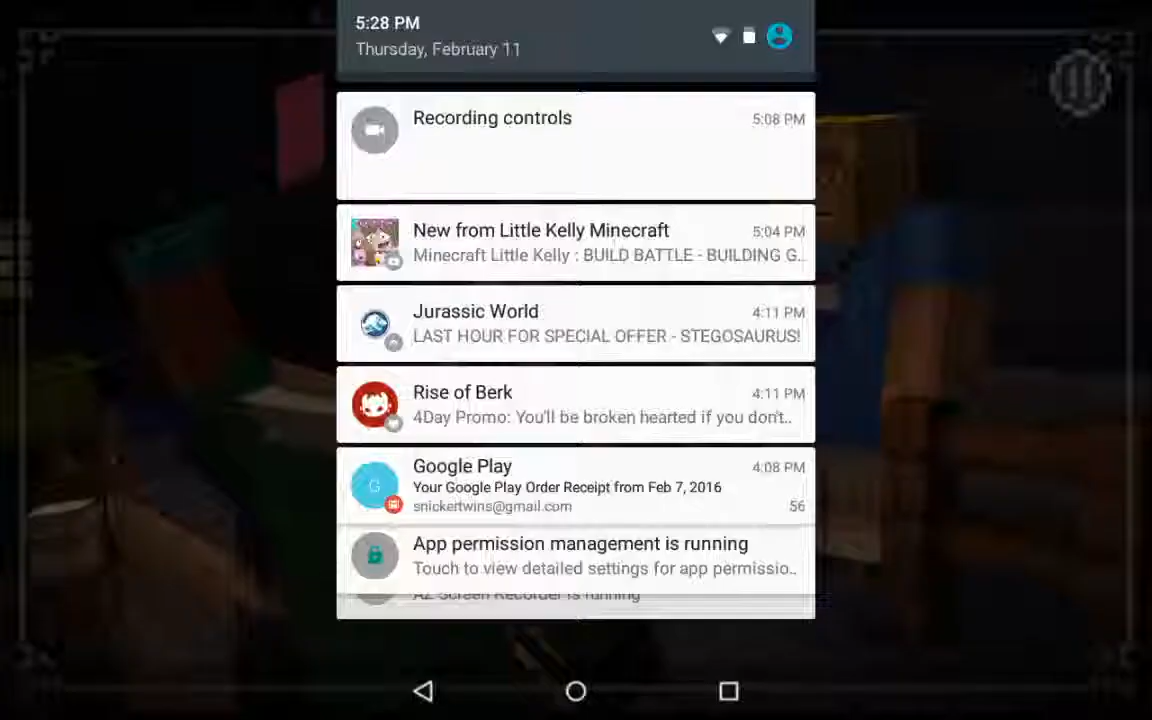 5:28 PM
Thursday, February 11
Recording controls 5:08 PM
New from Little Kelly Minecraft 5:04 PM
Minecraft Little Kelly : BUILD BATTLE - BUILDING G..
Jurassic World 4:11 PM
LAST HOUR FOR SPECIAL OFFER - STEGOSAURUS!
Rise of Berk 4:11 PM
4Day Promo: You'll be broken hearted if you don't..
G
Google Play 4:08 PM
Your Google Play Order Receipt from Feb 7, 2016
snickertwins@gmail.com 56
App permission management is running
Touch to view detailed settings for app permissio..
AZ Screen Recorder is running